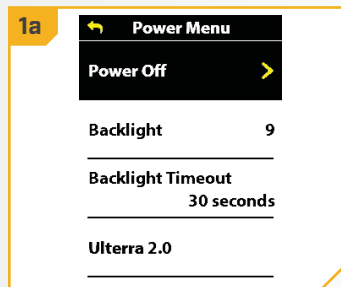 1a
Power Menu
Power Off
Backlight 9
Backlight Timeout
30 seconds
Ulterra 2.0